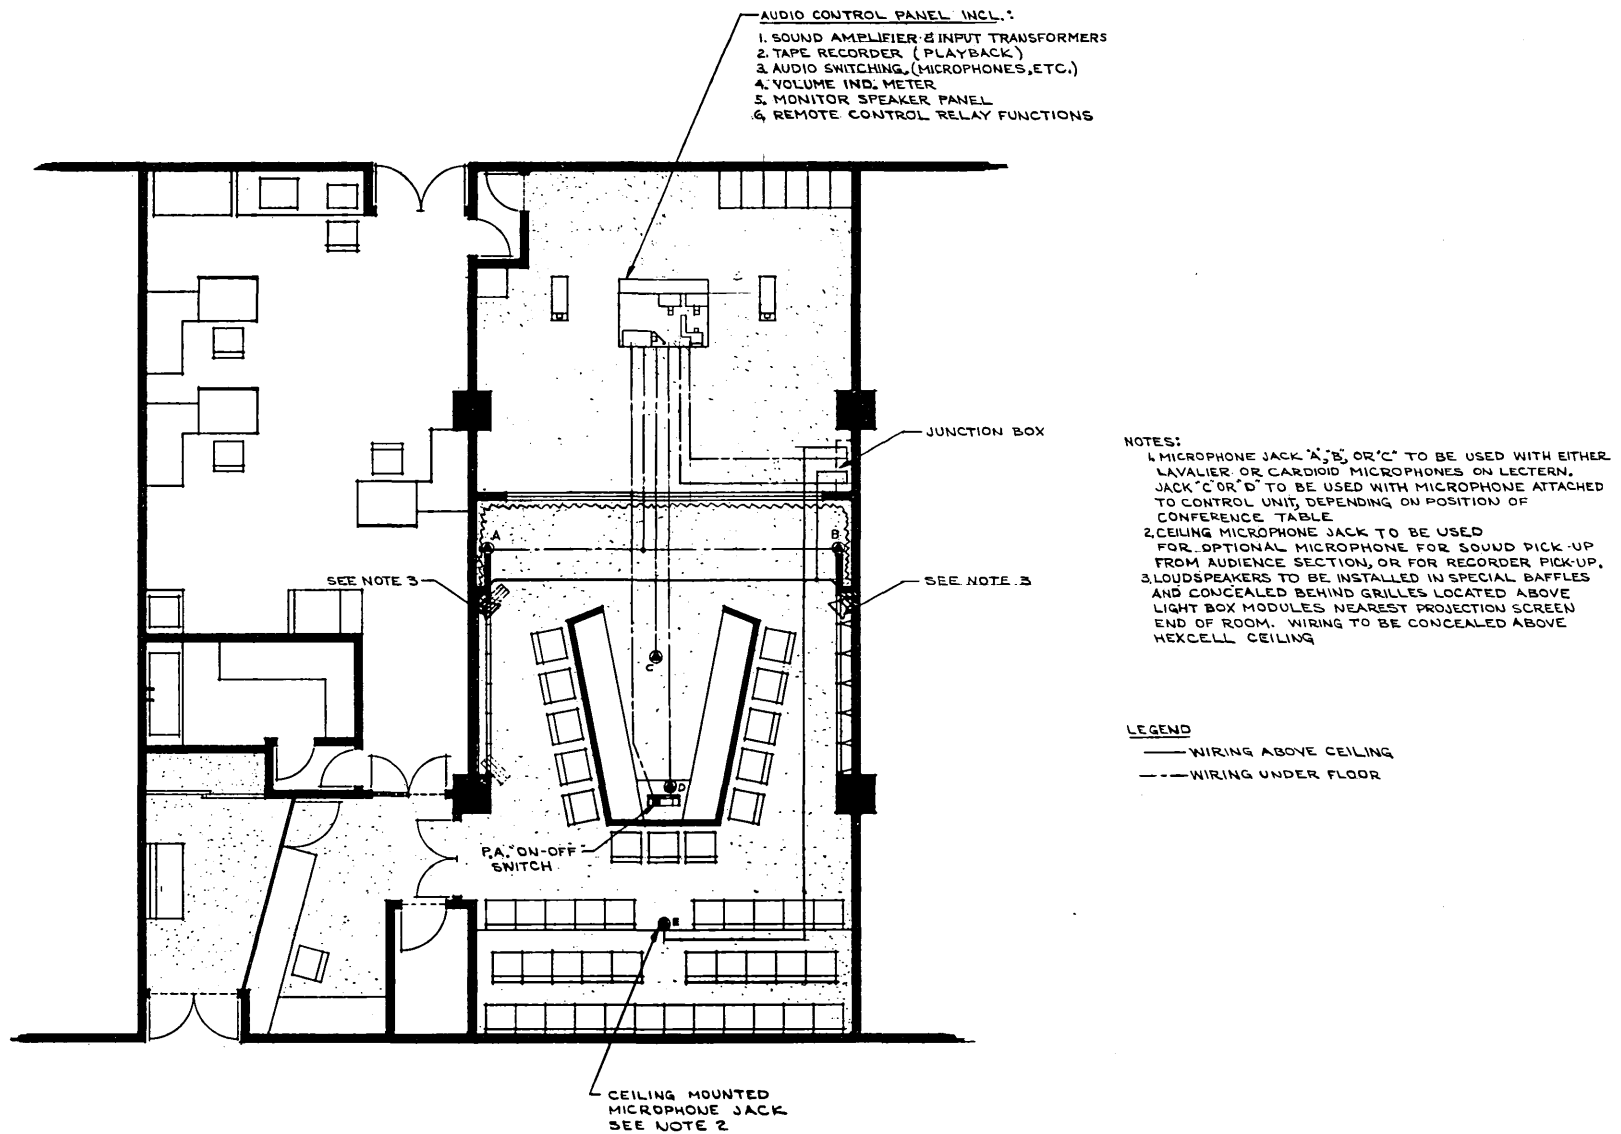 AUDIO CONTROL PANEL INCL.:
1. SOUND AMPLIFIER & INPUT TRANSFORMERS
2. TAPE RECORDER (PLAYBACK)
3. AUDIO SWITCHING, (MICROPHONES, ETC.)
4. VOLUME IND. METER
5. MONITOR SPEAKER PANEL
6. REMOTE CONTROL RELAY FUNCTIONS
JUNCTION BOX
NOTES:
1. MICROPHONE JACK "A", "B", OR "C" TO BE USED WITH EITHER
LAVALIER OR CARDIOID MICROPHONES ON LECTERN.
JACK "C" OR "D" TO BE USED WITH MICROPHONE ATTACHED
TO CONTROL UNIT, DEPENDING ON POSITION OF
CONFERENCE TABLE
2. CEILING MICROPHONE JACK TO BE USED
FOR OPTIONAL MICROPHONE FOR SOUND PICK-UP
FROM AUDIENCE SECTION, OR FOR RECORDER PICK-UP.
3. LOUDSPEAKERS TO BE INSTALLED IN SPECIAL BAFFLES
AND CONCEALED BEHIND GRILLES LOCATED ABOVE
LIGHT BOX MODULES NEAREST PROJECTION SCREEN
END OF ROOM. WIRING TO BE CONCEALED ABOVE
HEXCELL CEILING
A
B
SEE NOTE 3
SEE NOTE 3
C
D
LEGEND
WIRING ABOVE CEILING
WIRING UNDER FLOOR
P.A. "ON-OFF"
SWITCH
E
CEILING MOUNTED
MICROPHONE JACK
SEE NOTE 2